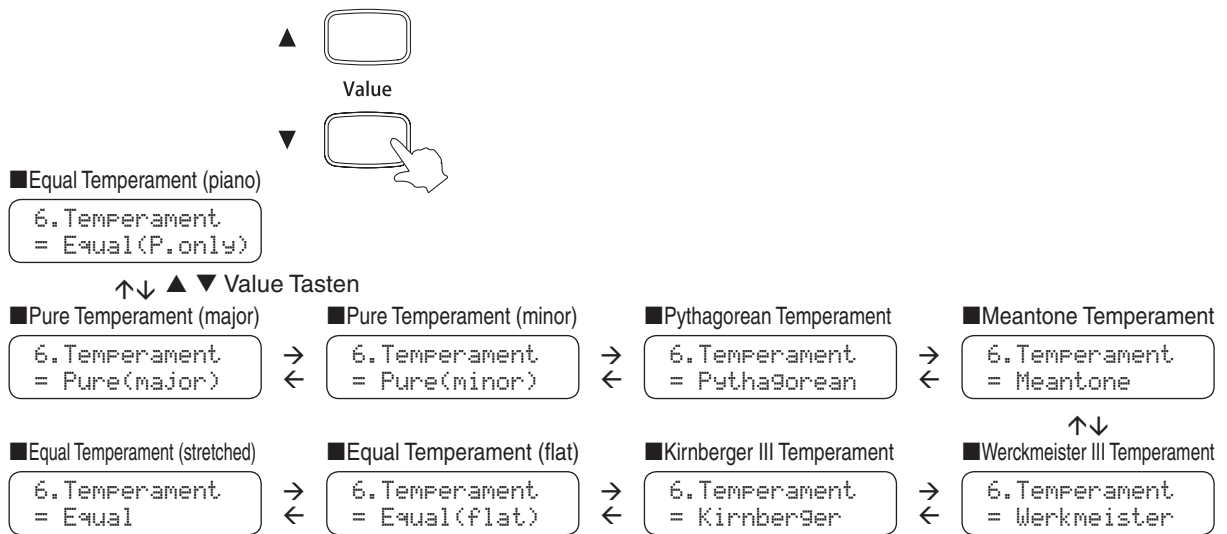 ▲
Value
▼
■Equal Temperament (piano)
6.Temperament
= Equal(P.only)
↑↓ ▲ ▼ Value Tasten
■Pure Temperament (major) ■Pure Temperament (minor) ■Pythagorean Temperament ■Meantone Temperament
6.Temperament → 6.Temperament → 6.Temperament → 6.Temperament
= Pure(major) ← = Pure(minor) ← = Pythagorean ← = Meantone
↑↓
■Equal Temperament (stretched) ■Equal Temperament (flat) ■Kirnberger III Temperament ■Werckmeister III Temperament
6.Temperament → 6.Temperament → 6.Temperament → 6.Temperament
= Equal ← = Equal(flat) ← = Kirnberger ← = Werkmeister